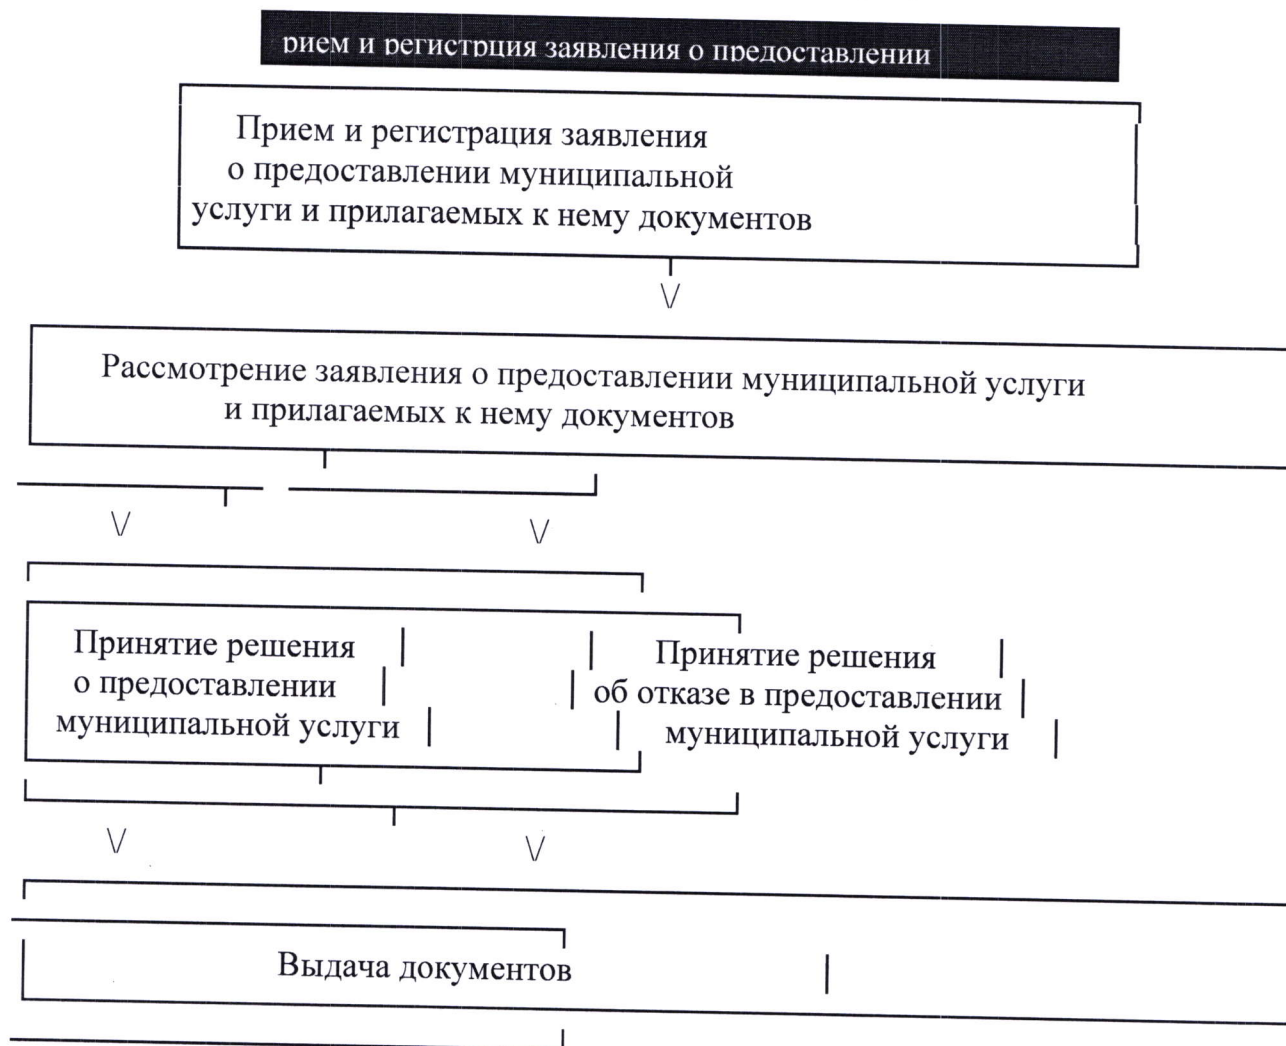 рием и регистрция заявления о предоставлении
Прием и регистрация заявления
о предоставлении муниципальной
услуги и прилагаемых к нему документов
Рассмотрение заявления о предоставлении муниципальной услуги
и прилагаемых к нему документов
Принятие решения
о предоставлении
муниципальной услуги
Принятие решения
об отказе в предоставлении
муниципальной услуги
Выдача документов